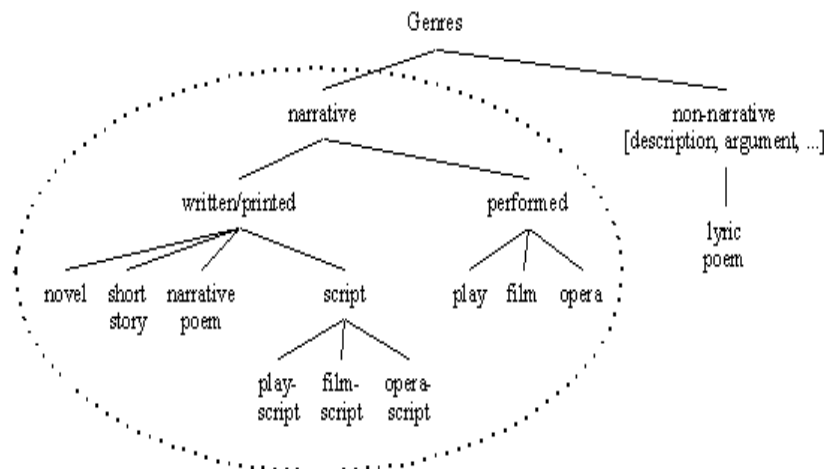 Genres
narrative
non-narrative
[description, argument, ...]
written/printed
performed
lyric
poem
novel
short
story
narrative
poem
script
play
film
opera
play-
script
film-
script
opera-
script